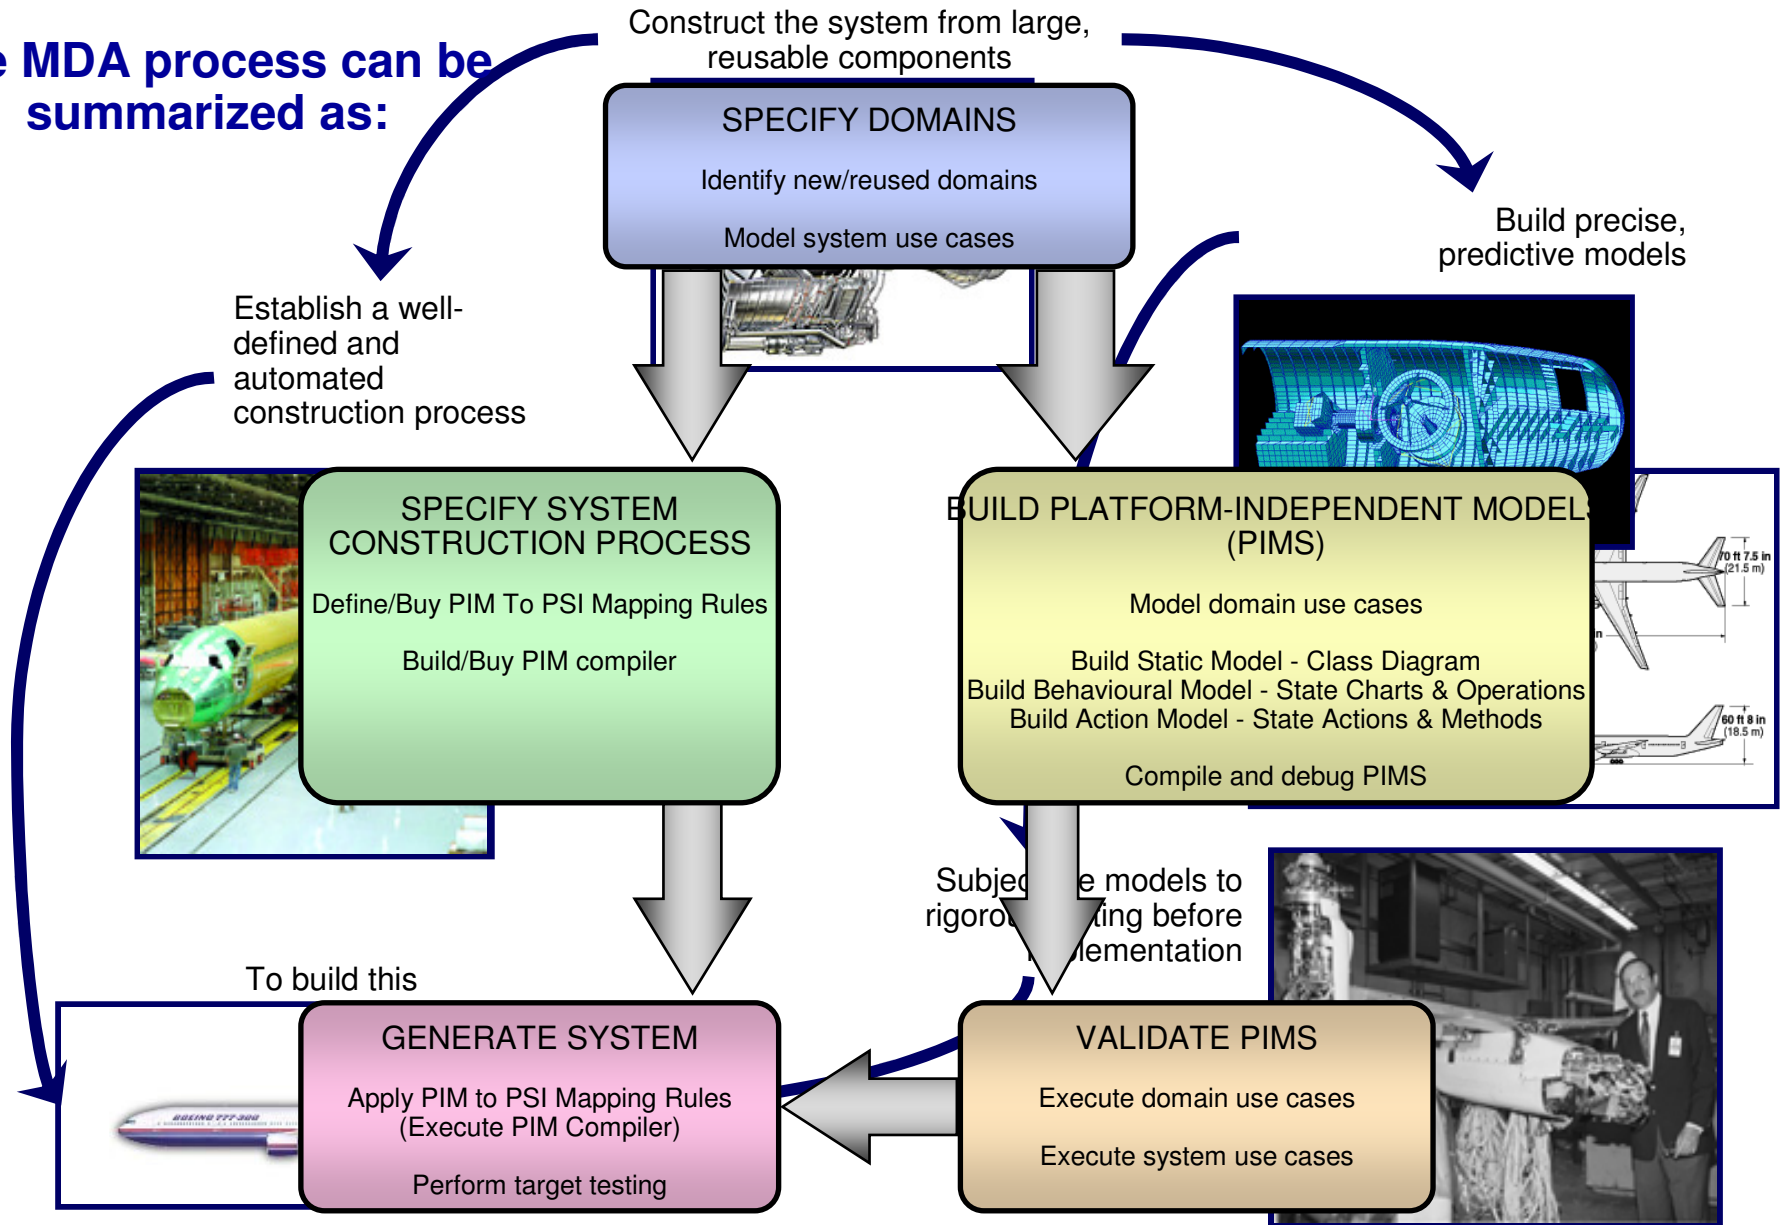 Construct the system from large,
reusable components
MDA process can be
summarized as:
SPECIFY DOMAINS
Identify new/reused domains
Model system use cases
Build precise,
predictive models
Establish a well-
defined and
automated
construction process
SPECIFY SYSTEM
CONSTRUCTION PROCESS
Define/Buy PIM To PSI Mapping Rules
Build/Buy PIM compiler
BUILD PLATFORM-INDEPENDENT MODELS
(PIMS)
Model domain use cases
Build Static Model - Class Diagram
Build Behavioural Model - State Charts & Operations
Build Action Model - State Actions & Methods
Compile and debug PIMS
70 ft 7.5 in
(21.5 m)
in
60 ft 8 in
(18.5 m)
models to
before
To build this
BOEING 777-300
GENERATE SYSTEM
Apply PIM to PSI Mapping Rules
(Execute PIM Compiler)
Perform target testing
VALIDATE PIMS
Execute domain use cases
Execute system use cases